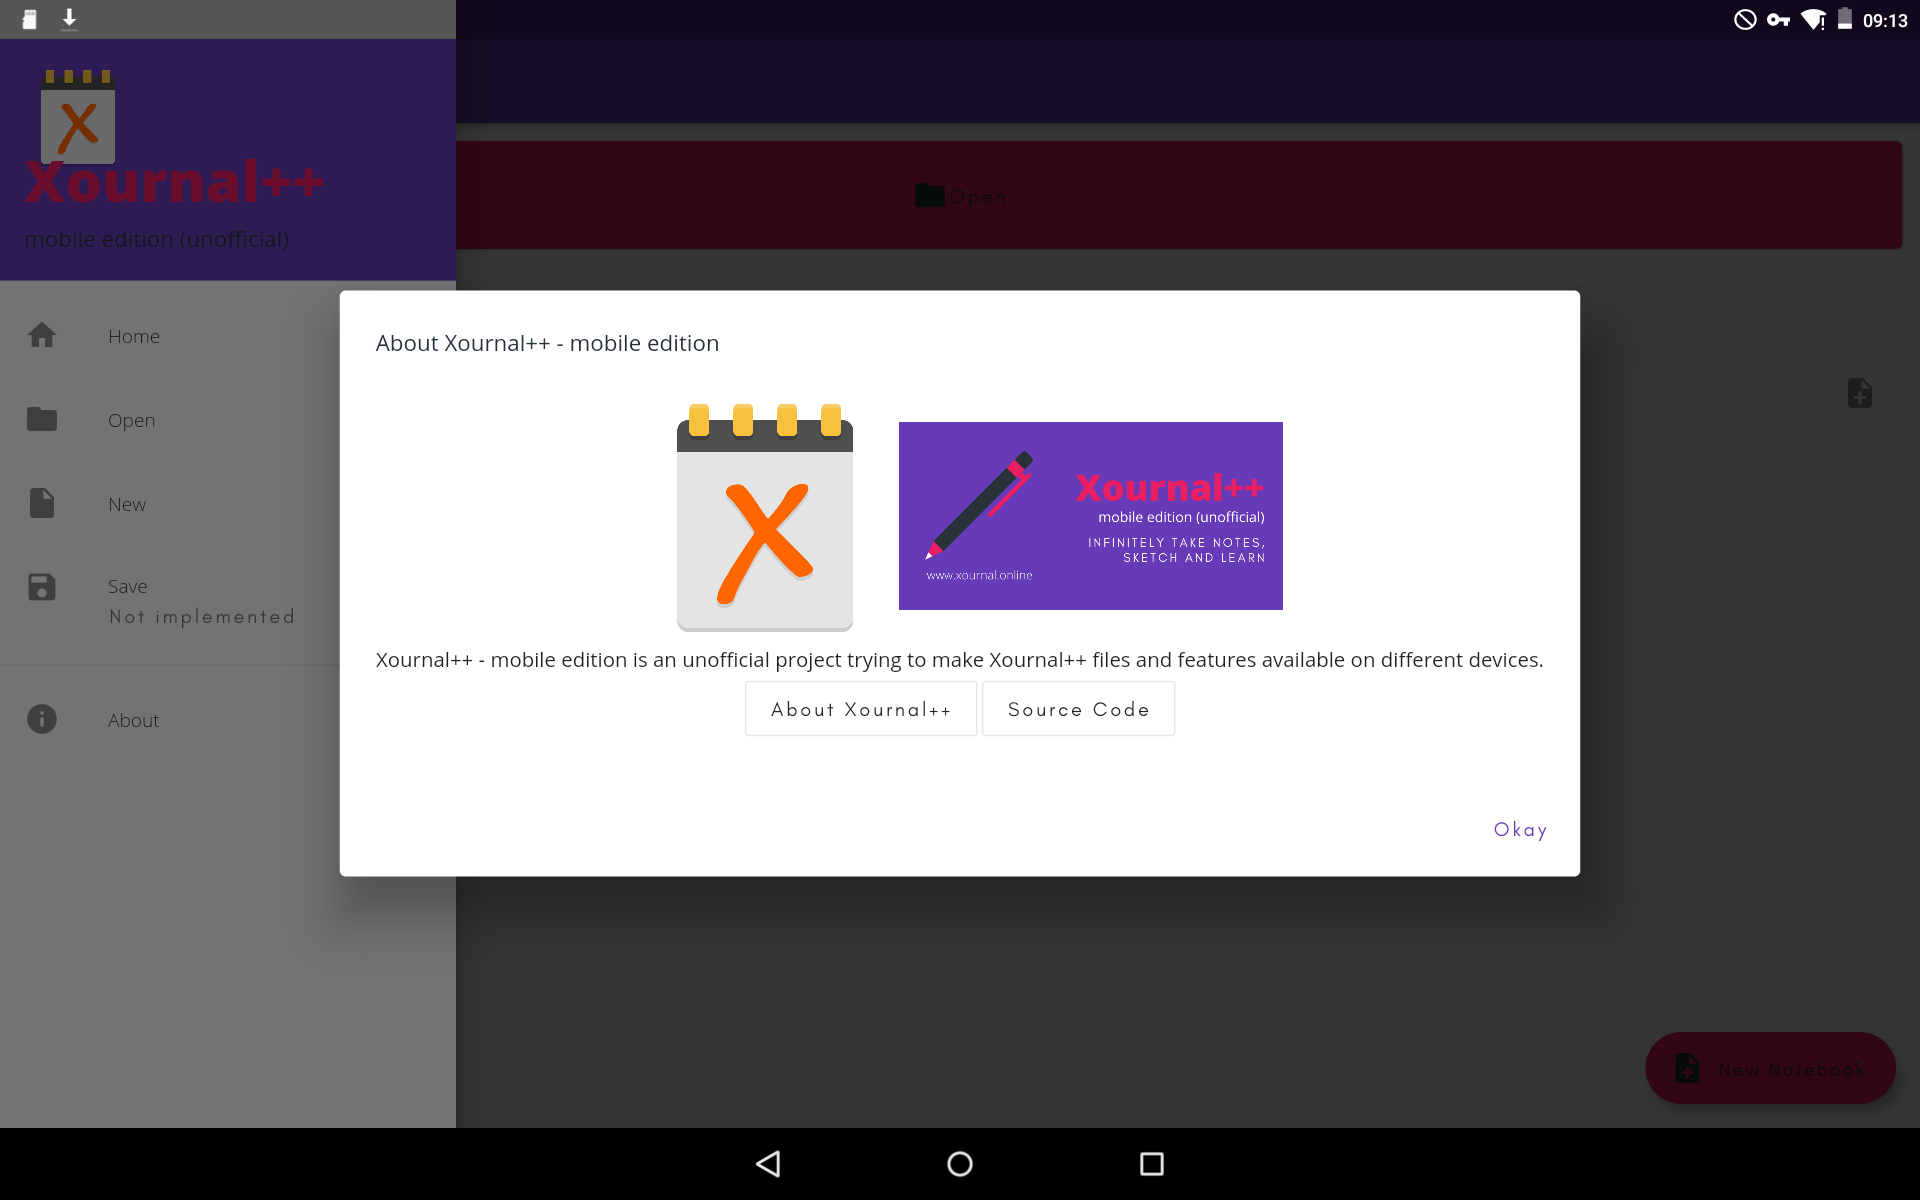 09:13
Xournal++
mobile edition (unofficial)
Open
Home
Open
New
Save
Not implemented
About
About Xournal++ - mobile edition
Xournal++
mobile edition (unofficial)
INFINITELY TAKE NOTES,
SKETCH AND LEARN
www.xournal.online
Xournal++ - mobile edition is an unofficial project trying to make Xournal++ files and features available on different devices.
About Xournal++
Source Code
Okay
New Notebook